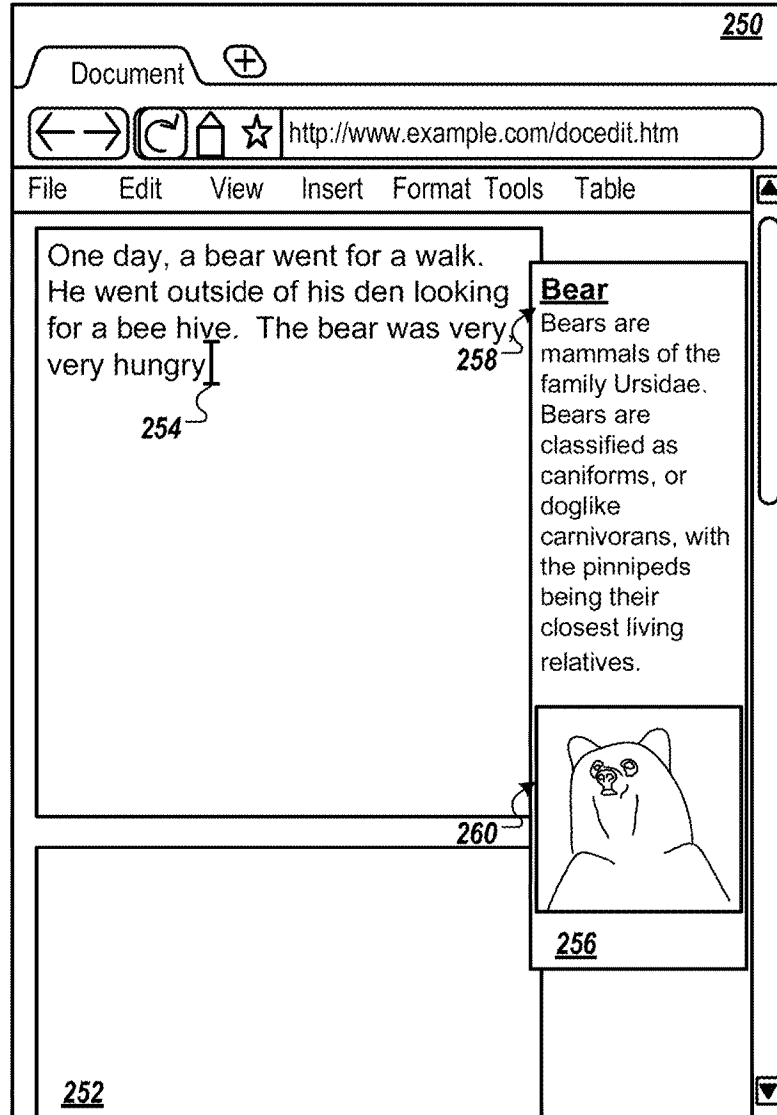 250
Document
http://www.example.com/docedit.htm
File Edit View Insert Format Tools Table
One day, a bear went for a walk.
He went outside of his den looking
for a bee hive. The bear was very,
very hungry
254
258
Bear
Bears are
mammals of the
family Ursidae.
Bears are
classified as
caniforms, or
doglike
carnivorans, with
the pinnipeds
being their
closest living
relatives.
260
256
252